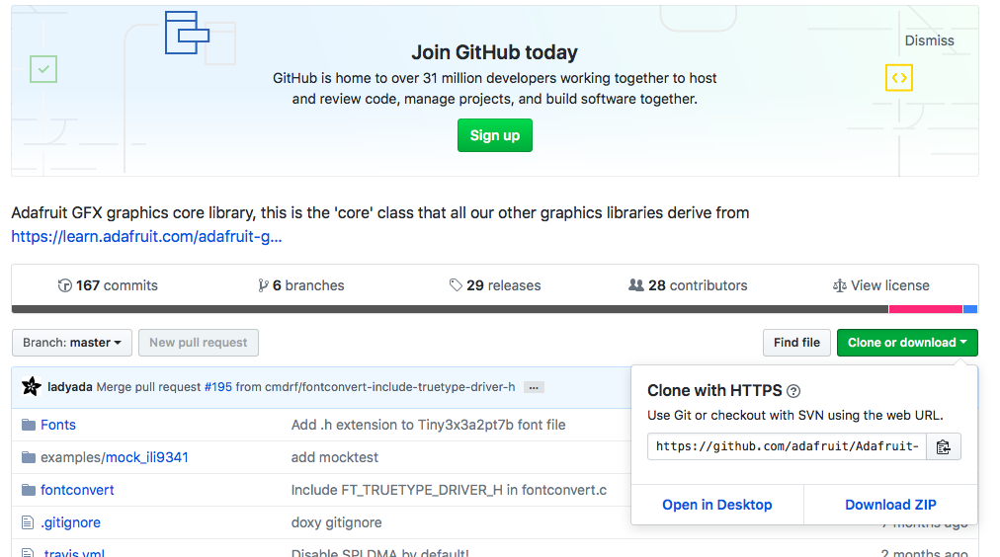 Dismiss
Join GitHub today
GitHub is home to over 31 million developers working together to host
and review code, manage projects, and build software together.
Sign up
Adafruit GFX graphics core library, this is the 'core' class that all our other graphics libraries derive from
https://learn.adafruit.com/adafruit-g...
167 commits 6 branches 29 releases 28 contributors View license
Branch: master New pull request Find file Clone or download
ladyada Merge pull request #195 from cmdrf/fontconvert-include-truetype-driver-h ...
Fonts Add .h extension to Tiny3x3a2pt7b font file
examples/mock_ili9341 add mocktest
fontconvert Include FT_TRUETYPE_DRIVER_H in fontconvert.c
.gitignore doxy gitignore 7 months ago
.travis.yml Disable SPI_DMA by default! 2 months ago
Clone with HTTPS ?
Use Git or checkout with SVN using the web URL.
https://github.com/adafruit/Adafruit-
Open in Desktop Download ZIP